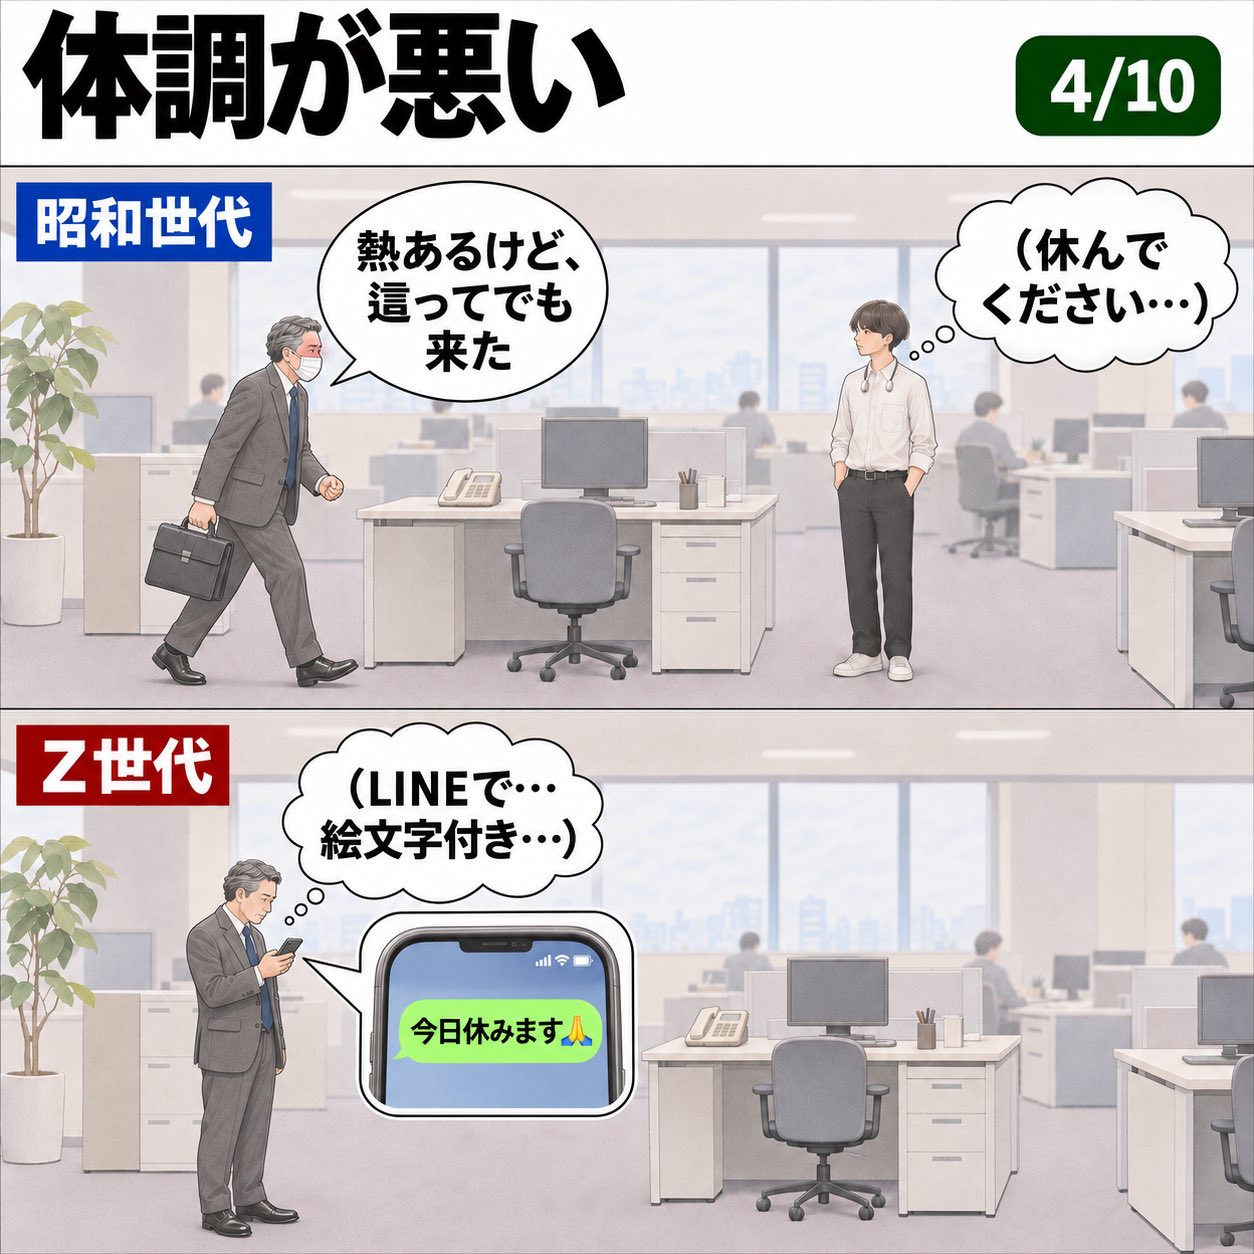 体調が悪い
4/10
昭和世代
熱あるけど、
這ってでも
来た
(休んで
ください…)
Z世代
(LINEで…
絵文字付き…)
今日休みます🙏